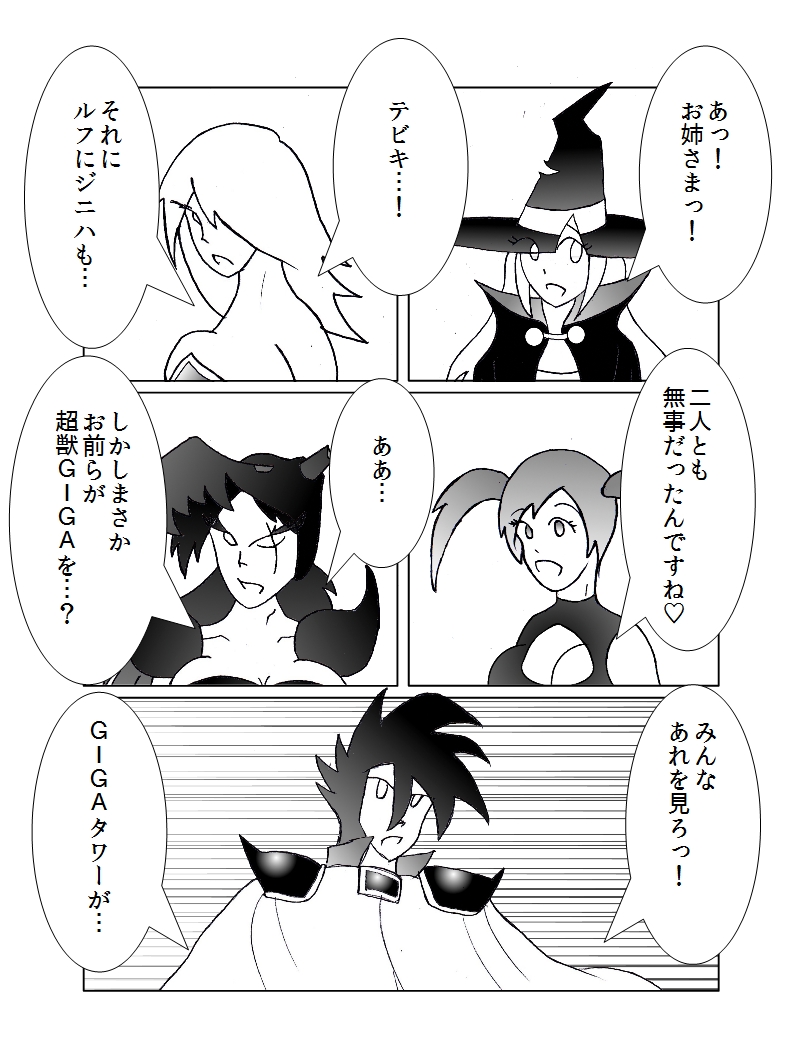 あっ！
お姉さまっ！
テビキ…！
それに
ルフにジニハも…
二人とも
無事だったんですね♡
ああ…
しかしまさか
お前らが
超獣ＧＩＧＡを…？
みんな
あれを見ろっ！
ＧＩＧＡタワーが…